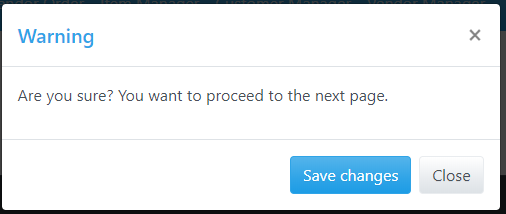 Warning
×
Are you sure? You want to proceed to the next page.
Save changes
Close